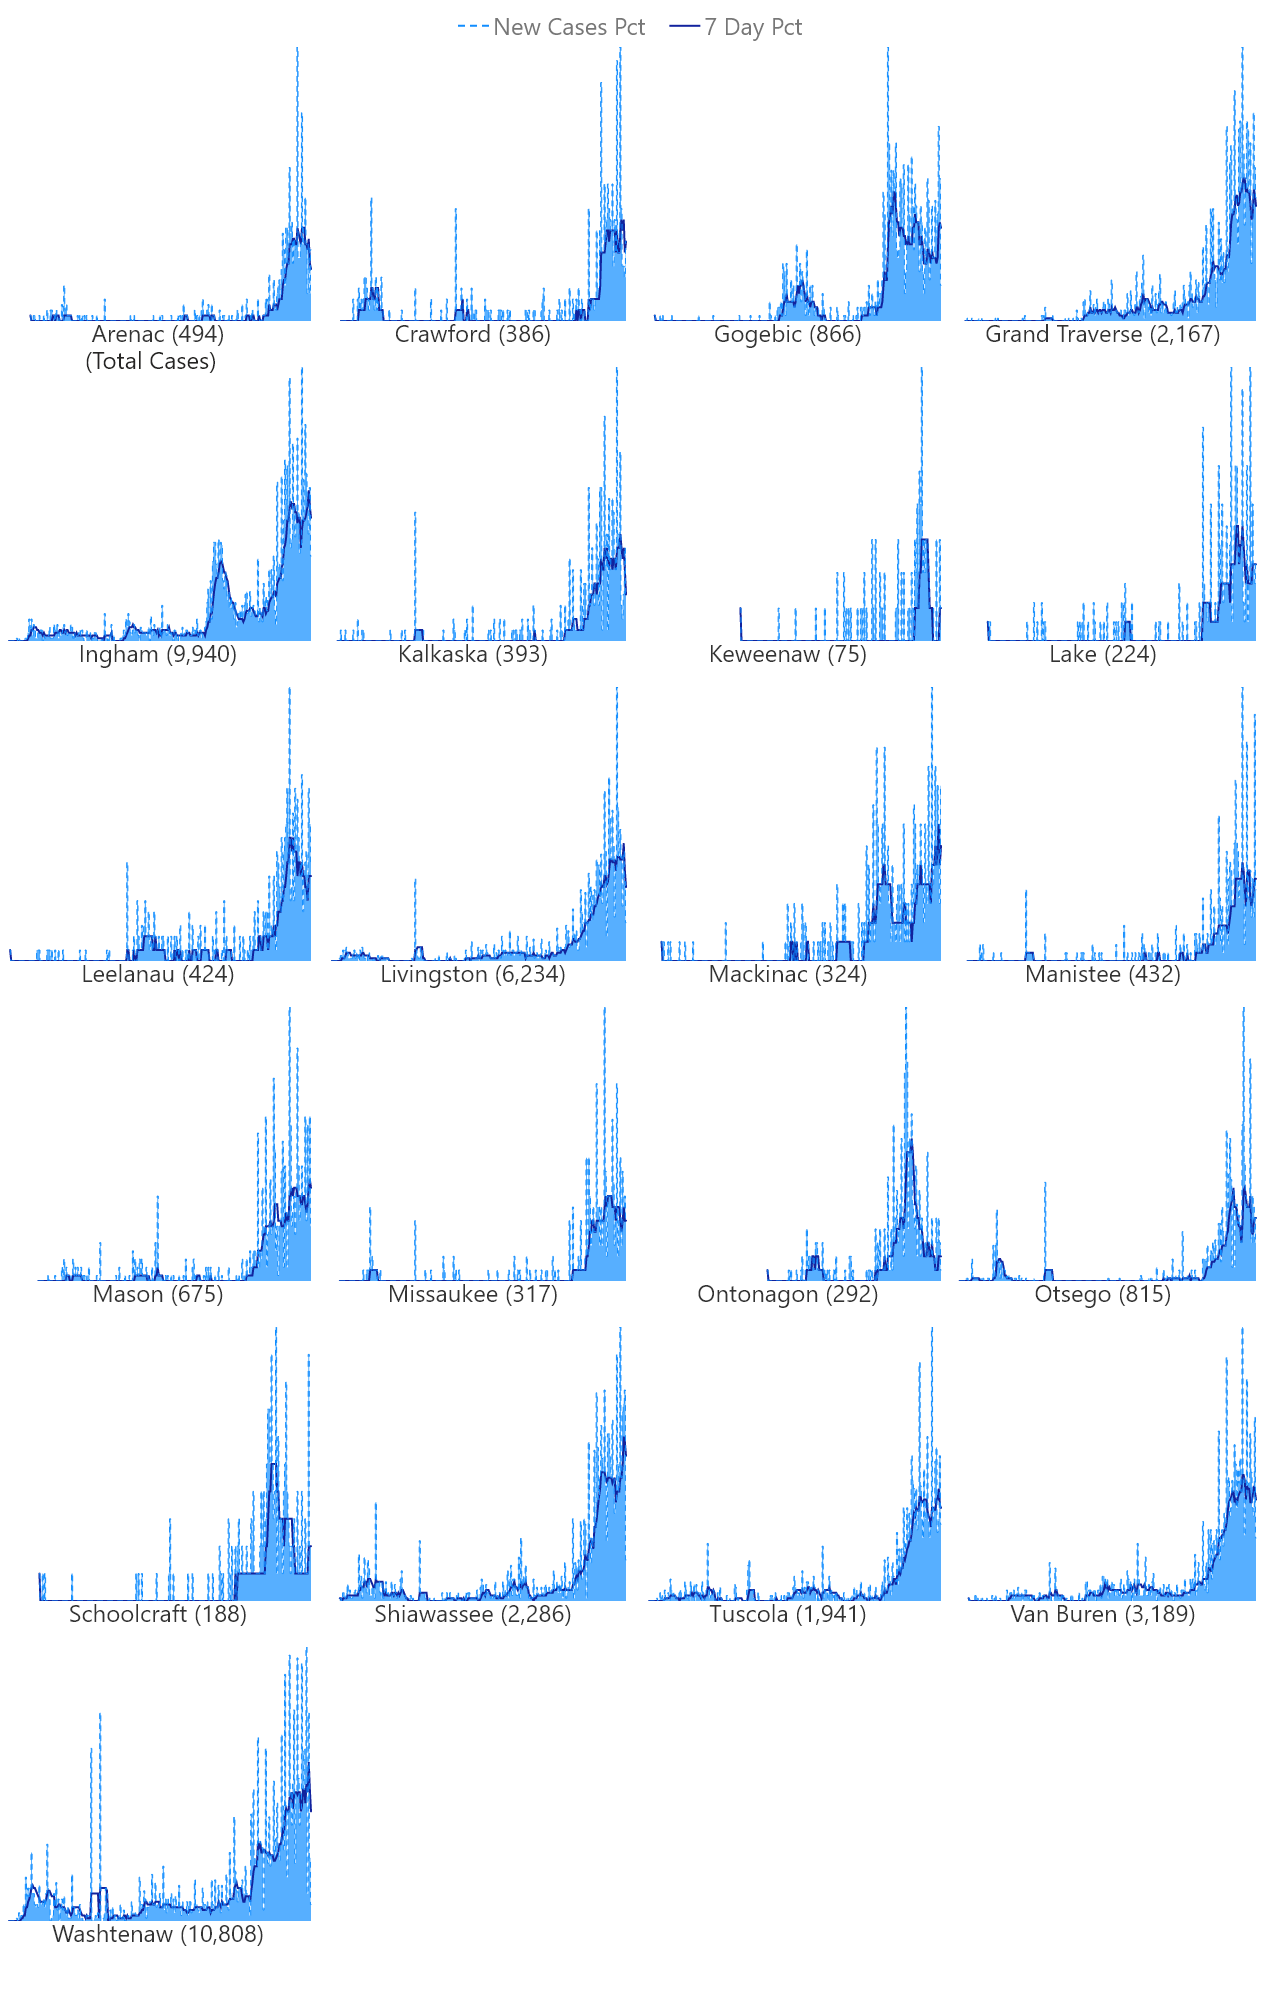 New Cases Pct 7 Day Pct
Arenac (494)
(Total Cases)
Crawford (386)
Gogebic (866)
Grand Traverse (2,167)
Ingham (9,940)
Kalkaska (393)
Keweenaw (75)
Lake (224)
Leelanau (424)
Livingston (6,234)
Mackinac (324)
Manistee (432)
Mason (675)
Missaukee (317)
Ontonagon (292)
Otsego (815)
Schoolcraft (188)
Shiawassee (2,286)
Tuscola (1,941)
Van Buren (3,189)
Washtenaw (10,808)